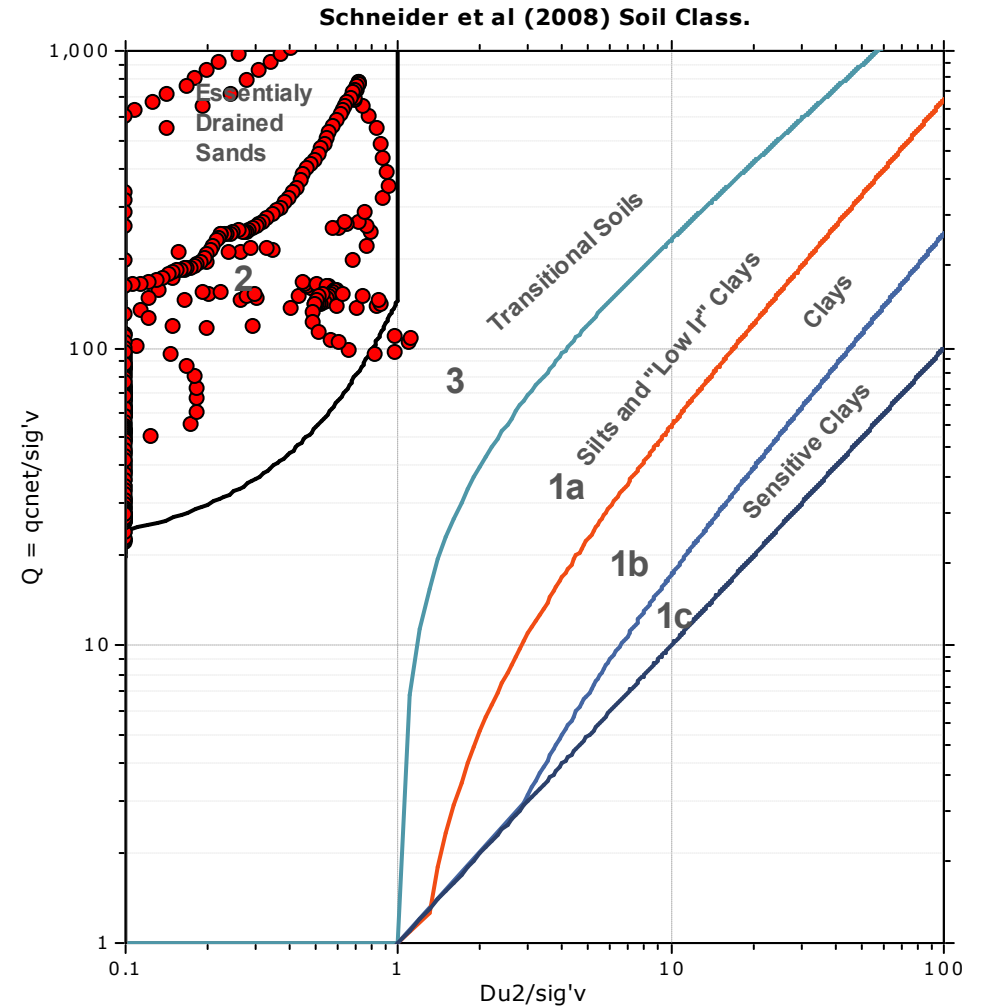 Schneider et al (2008) Soil Class.
1,000
100
10
1
Q = qcnet/sig'v
Essentialy
Drained
Sands
2
3
Transitional Soils
1a
Silts and "Low Ir" Clays
1b
Clays
1c
Sensitive Clays
0.1
1
10
100
Du2/sig'v